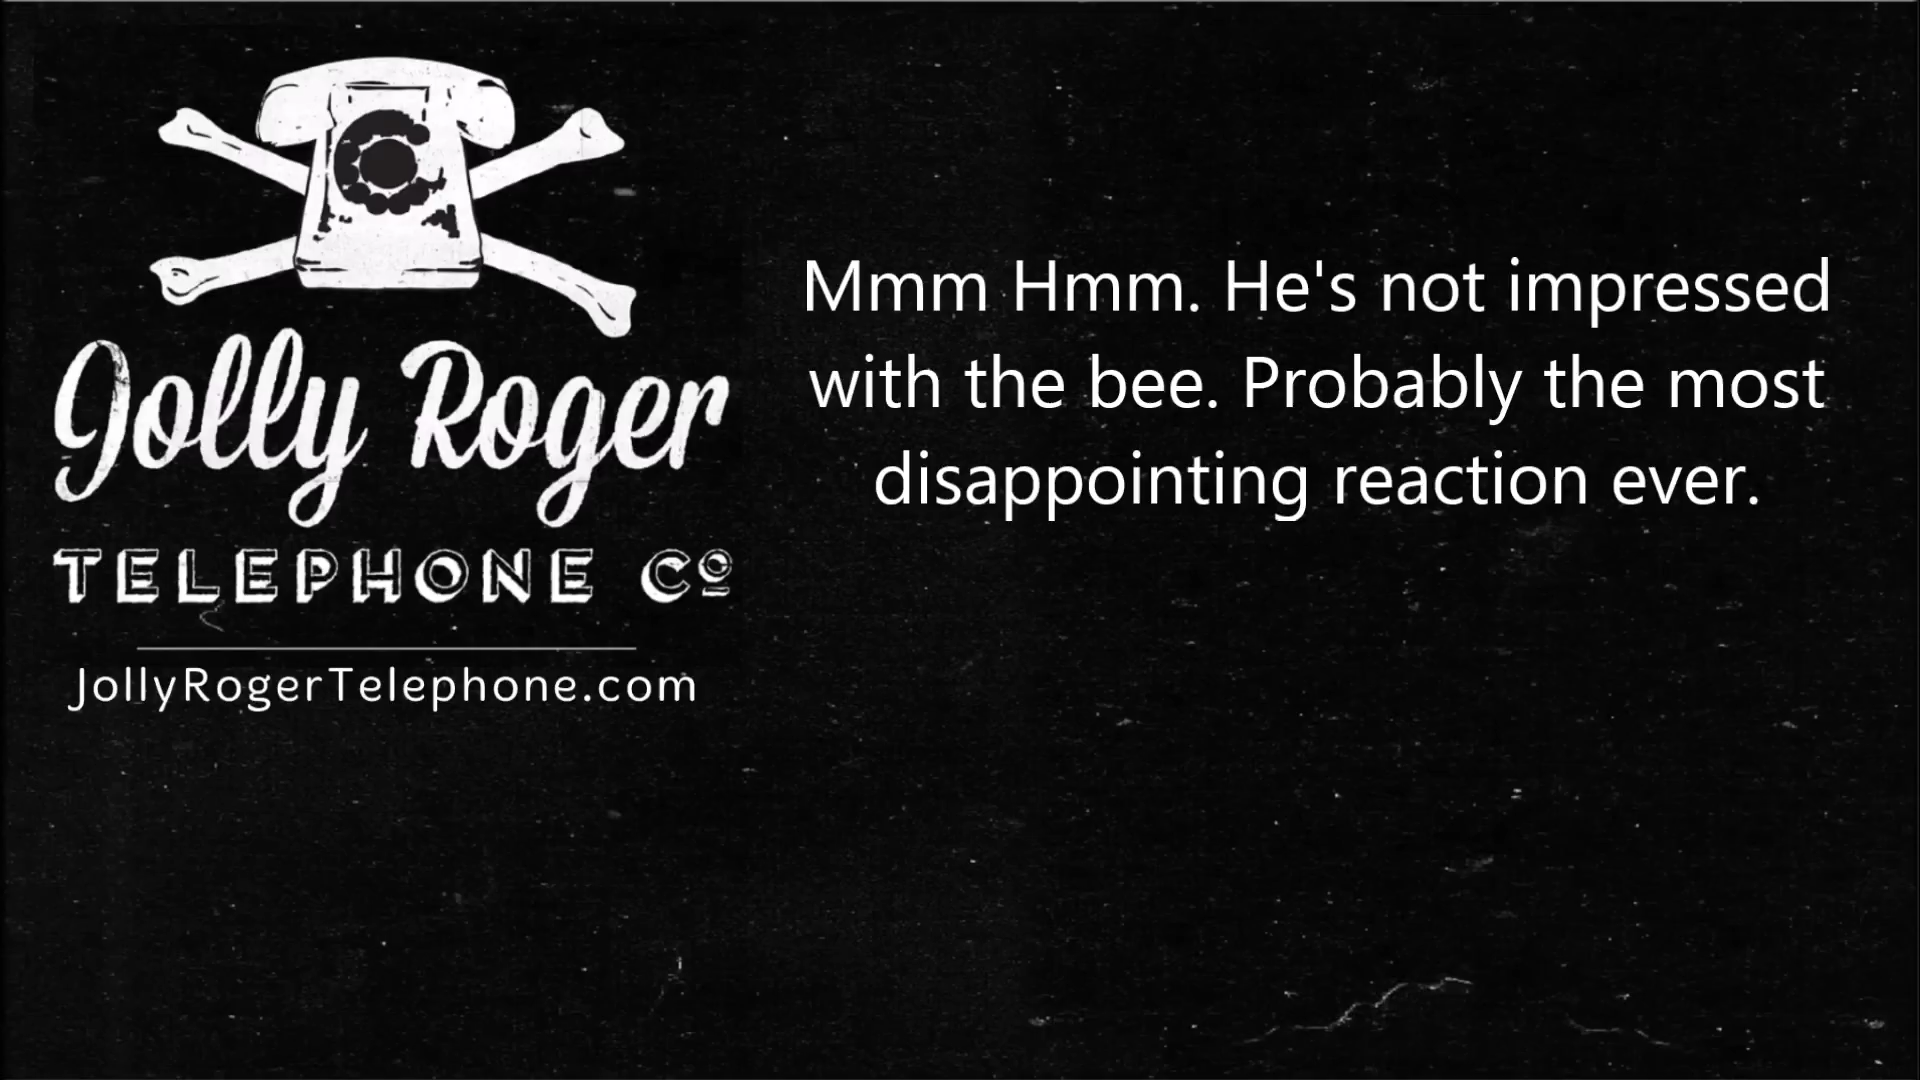 Jolly Roger
TELEPHONE Cº
JollyRogerTelephone.com
Mmm Hmm. He's not impressed
with the bee. Probably the most
disappointing reaction ever.